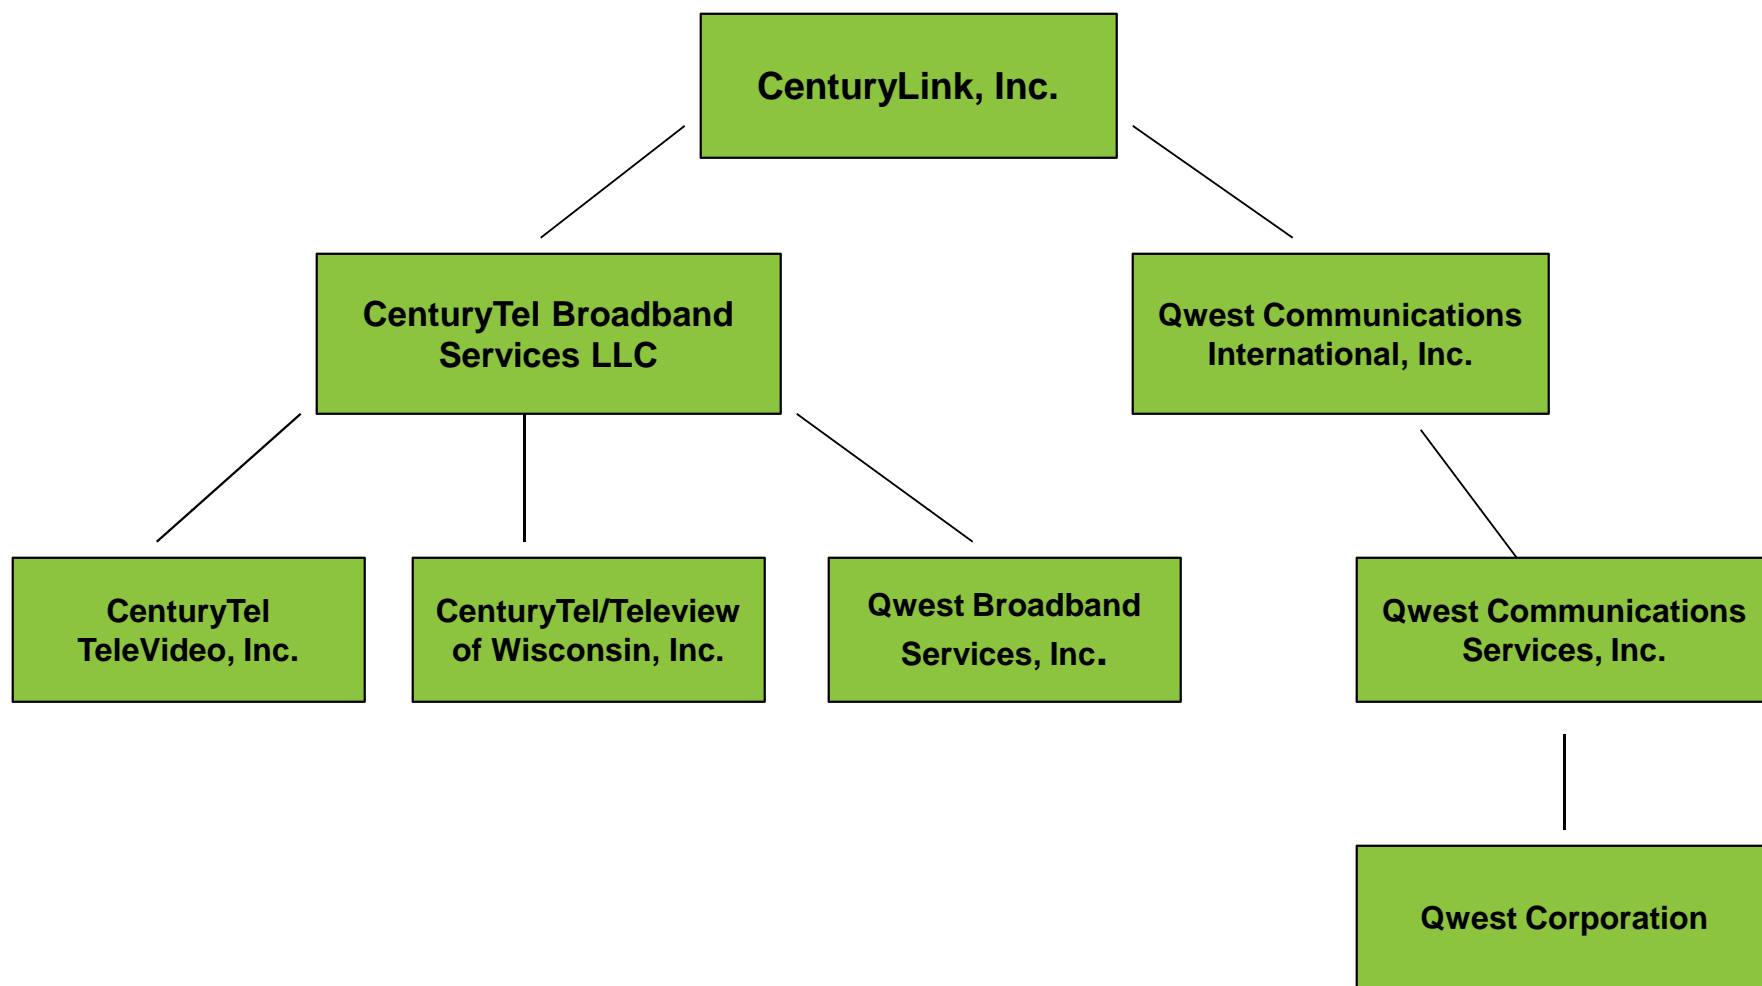 CenturyLink, Inc.
CenturyTel Broadband
Services LLC
Qwest Communications
International, Inc.
CenturyTel
TeleVideo, Inc.
CenturyTel/Teleview
of Wisconsin, Inc.
Qwest Broadband
Services, Inc.
Qwest Communications
Services, Inc.
Qwest Corporation